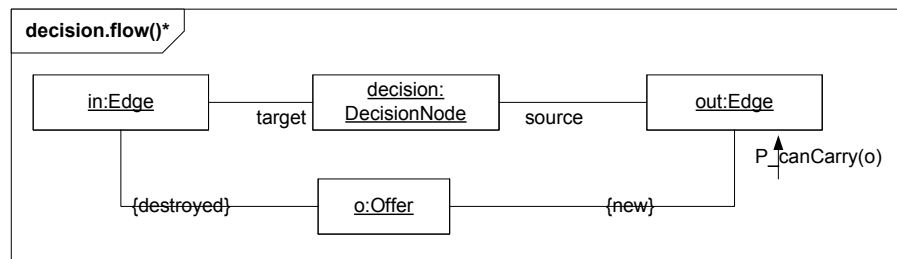 decision.flow()*
in:Edge
decision:
DecisionNode
out:Edge
target
source
P_canCarry(o)
{destroyed}
o:Offer
{new}